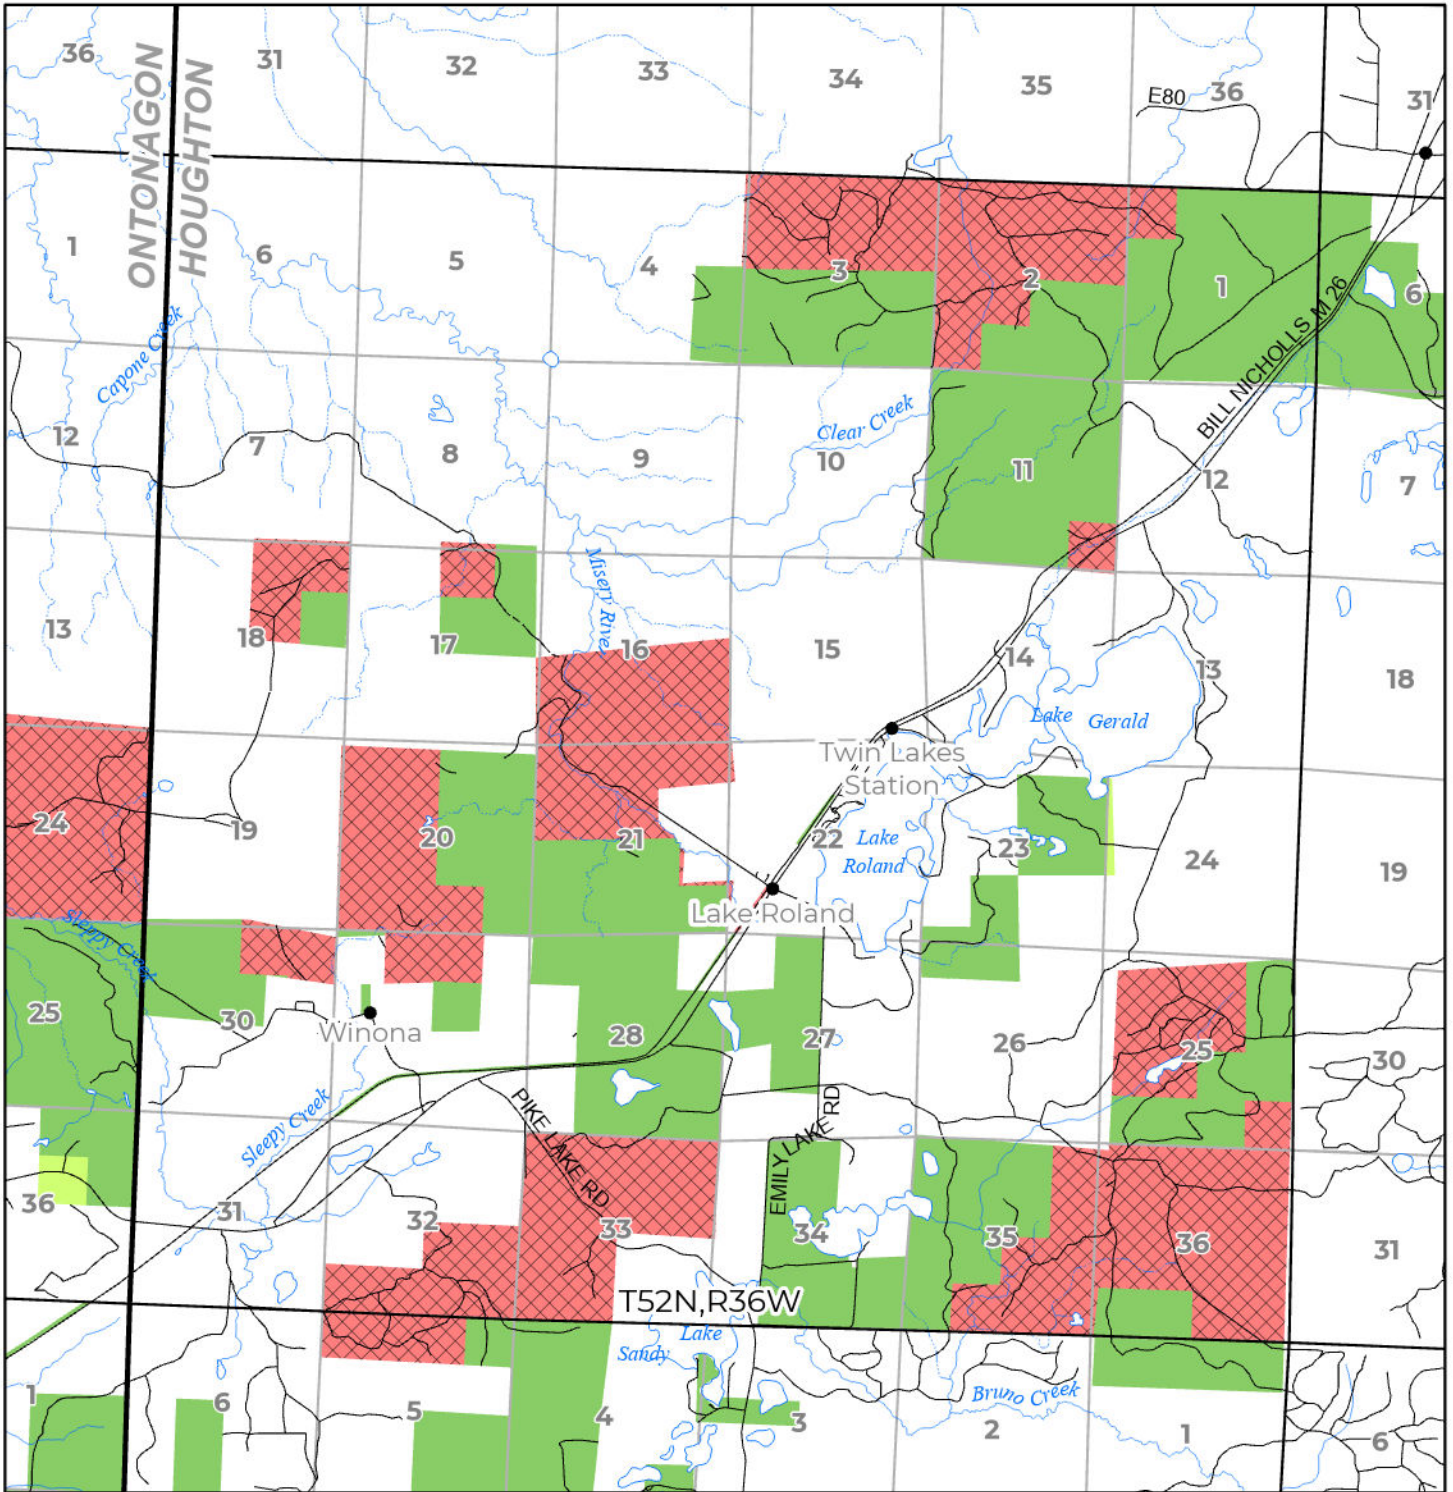 36
31
32
33
34
35
36
31
E80
ONTONAGON
HOUGHTON
1
6
5
4
3
2
1
6
BILL NICHOLLS M 26
Capone Creek
Clear Creek
12
7
8
9
10
11
12
7
Misery River
13
18
17
16
15
14
13
18
Lake Gerald
Twin Lakes
Station
24
19
20
21
22
Lake
Roland
23
24
19
Lake Roland
Sleppy Creek
25
30
Winona
28
27
26
25
30
Sleepy Creek
PIKE LAKE RD
EMILY LAKE RD
36
31
32
33
34
35
36
31
T52N,R36W
Lake
Sandy
Bruno Creek
1
6
5
4
3
2
1
6